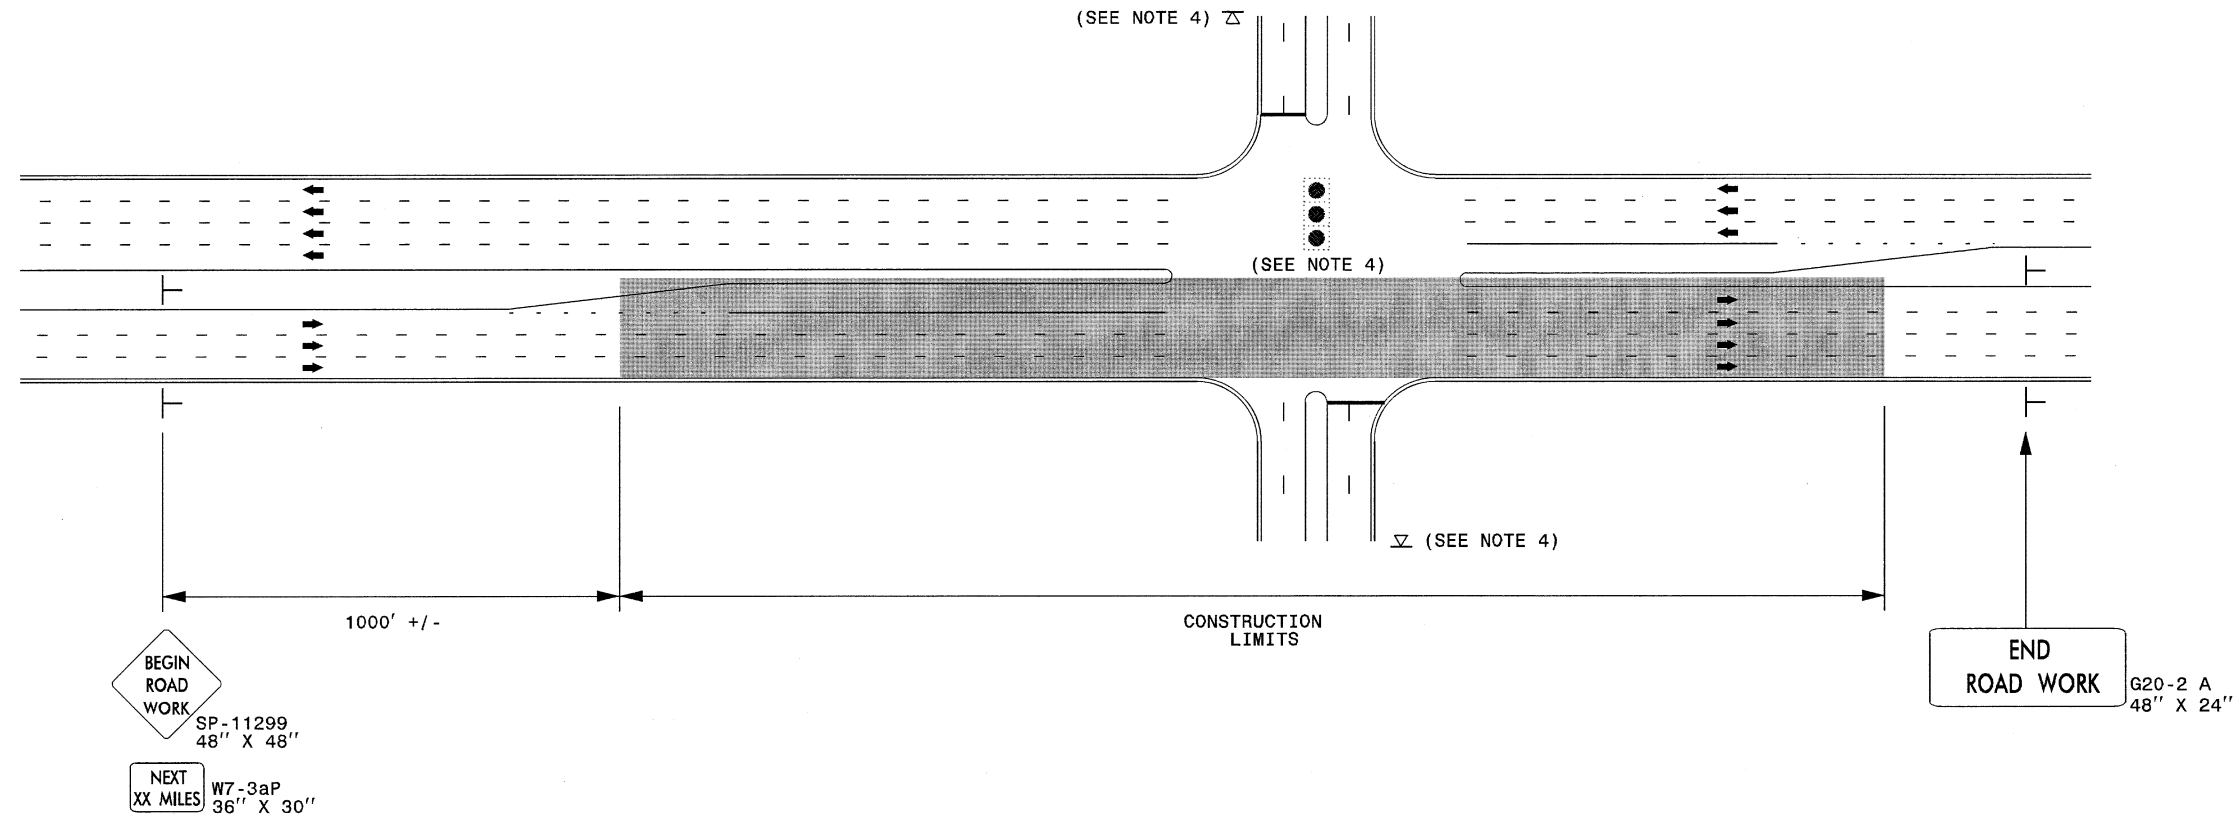 (SEE NOTE 4)
(SEE NOTE 4)
(SEE NOTE 4)
1000' +/-
CONSTRUCTION
LIMITS
BEGIN
ROAD
WORK
SP-11299
48" X 48"
NEXT
XX MILES
W7-3aP
36" X 30"
END
ROAD WORK
G20-2 A
48" X 24"